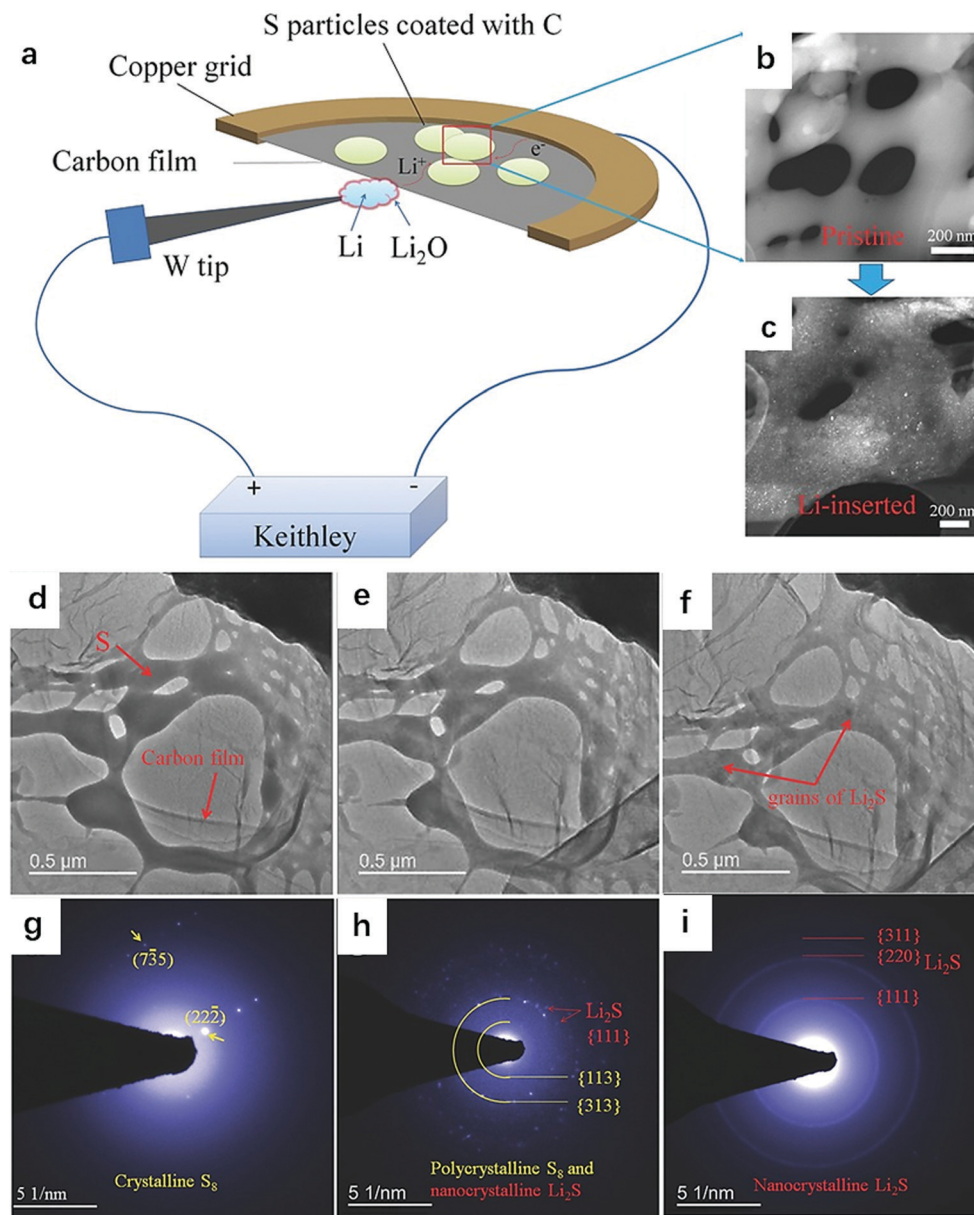 a
S particles coated with C
Copper grid
Carbon film
Li⁺
e⁻
Li
Li₂O
W tip
+
-
Keithley
b
Pristine
200 nm
c
Li-inserted
200 nm
d
S
Carbon film
0.5 μm
e
0.5 μm
f
grains of Li₂S
0.5 μm
g
(73̅5)
(222̅)
Crystalline S₈
5 1/nm
h
Li₂S
{111}
{113}
{313}
Polycrystalline S₈ and
nanocrystalline Li₂S
5 1/nm
i
{311}
{220}
Li₂S
{111}
Nanocrystalline Li₂S
5 1/nm